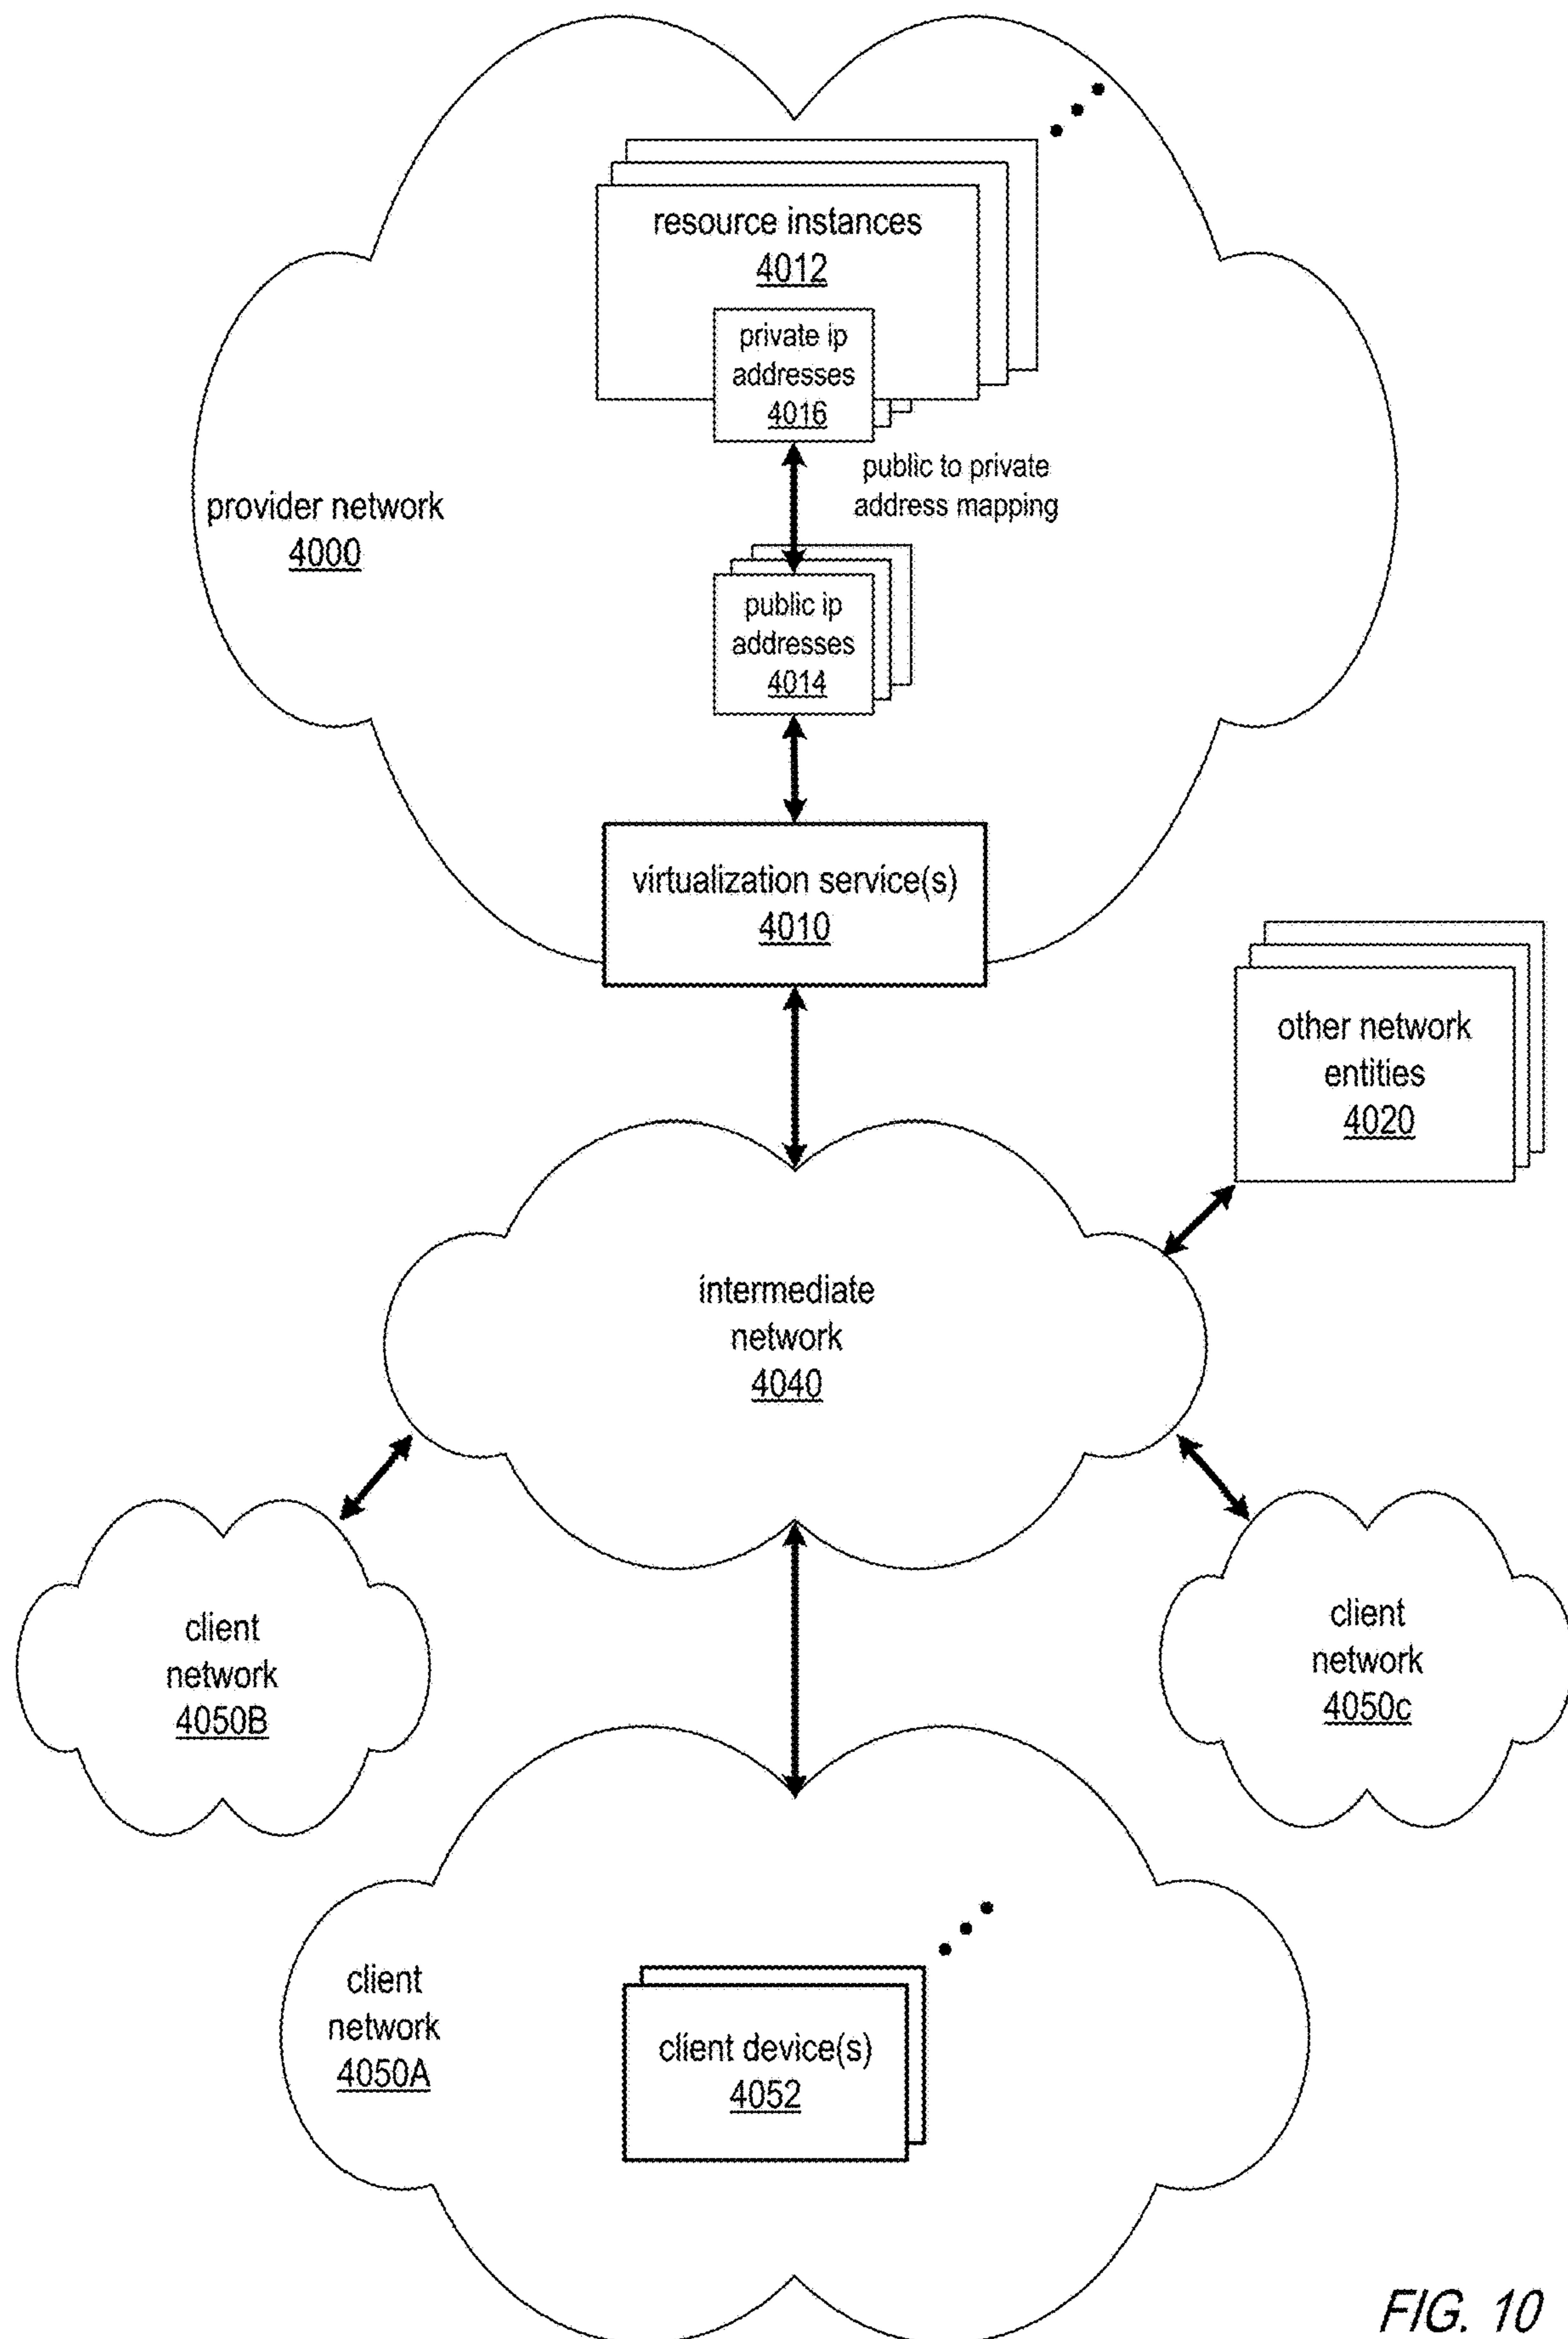 resource instances
4012
private ip
addresses
4016
public to private
address mapping
provider network
4000
public ip
addresses
4014
virtualization service(s)
4010
other network
entities
4020
intermediate
network
4040
client
network
4050B
client
network
4050c
client
network
4050A
client device(s)
4052
FIG. 10